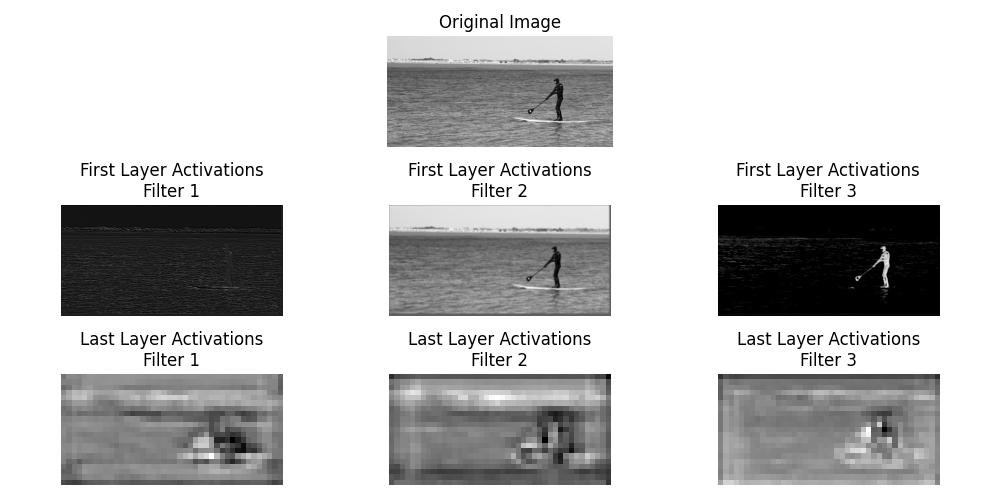 Original Image
First Layer Activations
Filter 1
First Layer Activations
Filter 2
First Layer Activations
Filter 3
Last Layer Activations
Filter 1
Last Layer Activations
Filter 2
Last Layer Activations
Filter 3